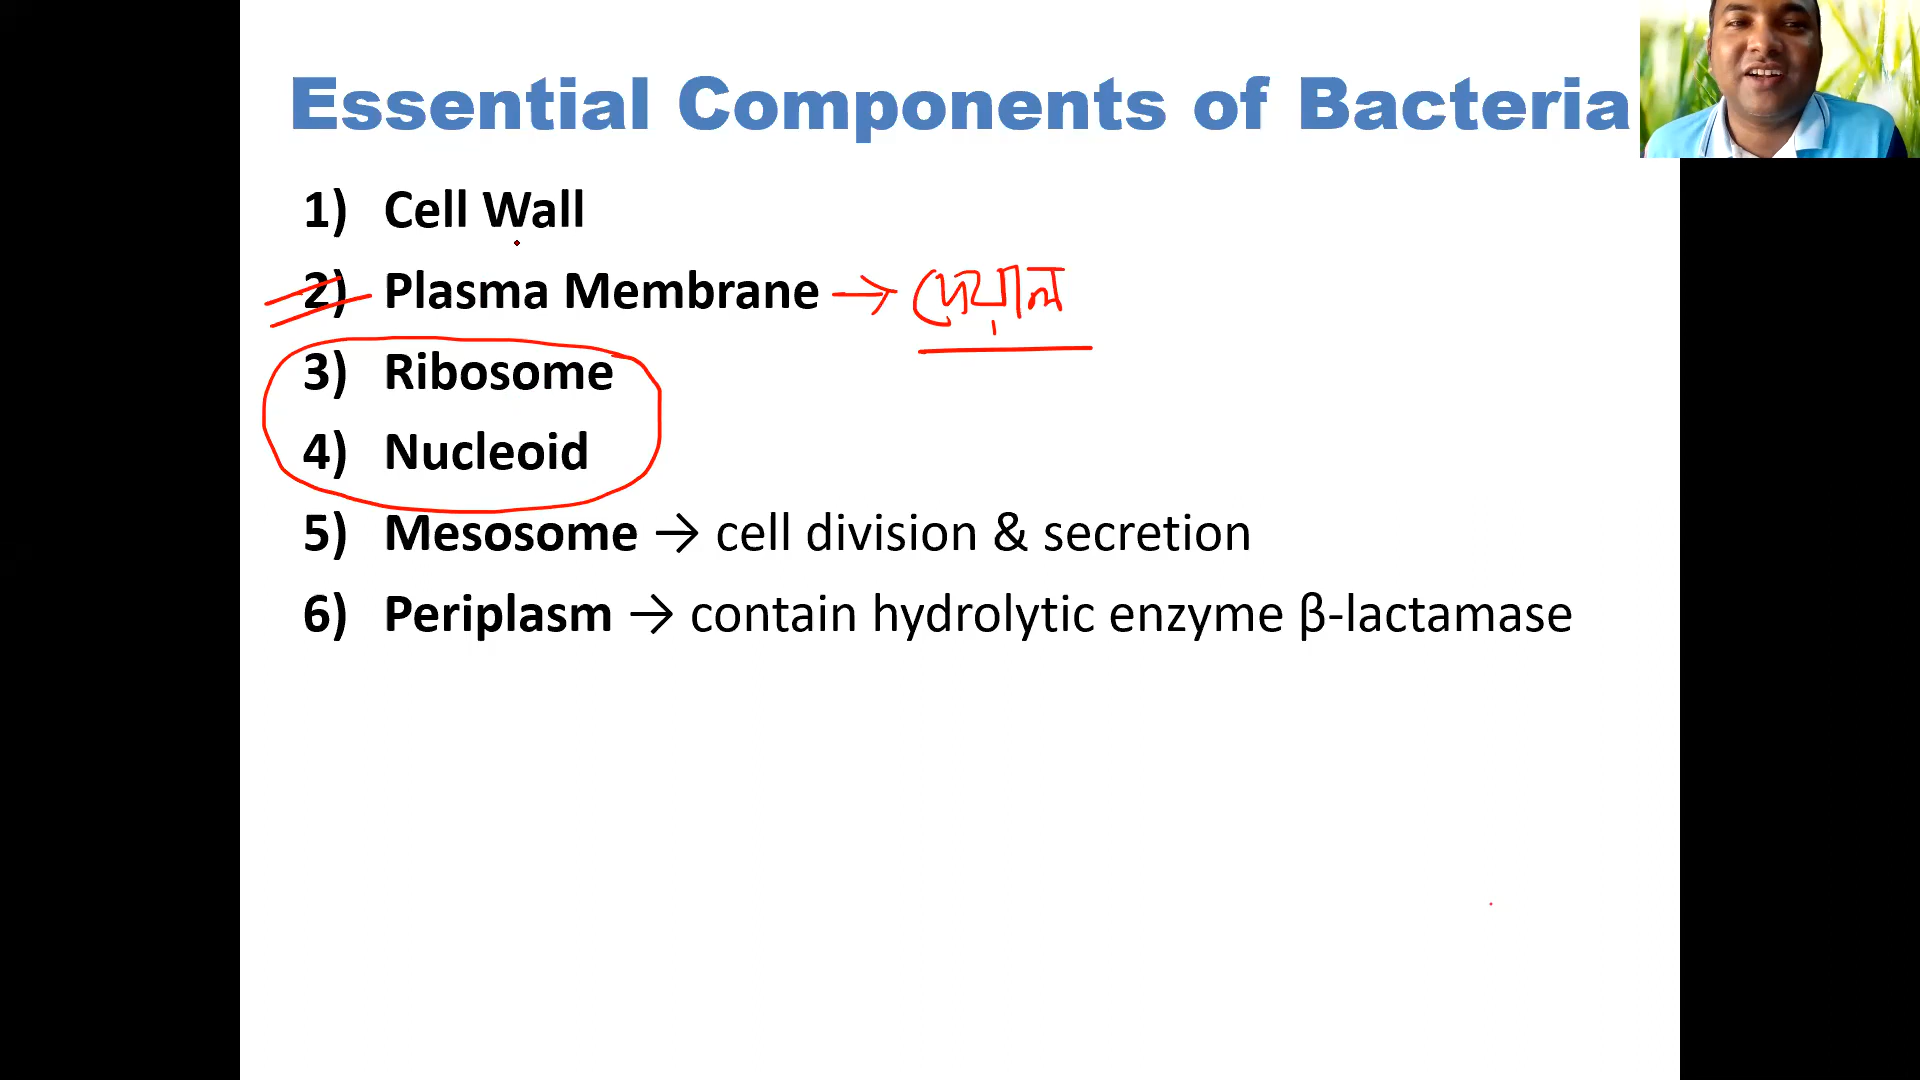 Essential Components of Bacteria
1) Cell Wall
2) Plasma Membrane → দেয়াল
3) Ribosome
4) Nucleoid
5) Mesosome → cell division & secretion
6) Periplasm → contain hydrolytic enzyme β-lactamase